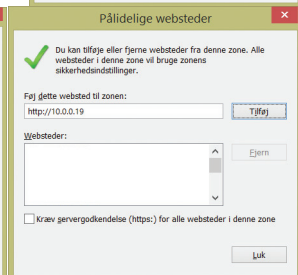 Pålidelige websteder
Du kan tilføje eller fjerne websteder fra denne zone. Alle
websteder i denne zone vil bruge zonens
sikkerhedsindstillinger.
Føj dette websted til zonen:
http://10.0.0.19
Tilføj
Websteder:
Fjern
Kræv servergodkendelse (https:) for alle websteder i denne zone
Luk